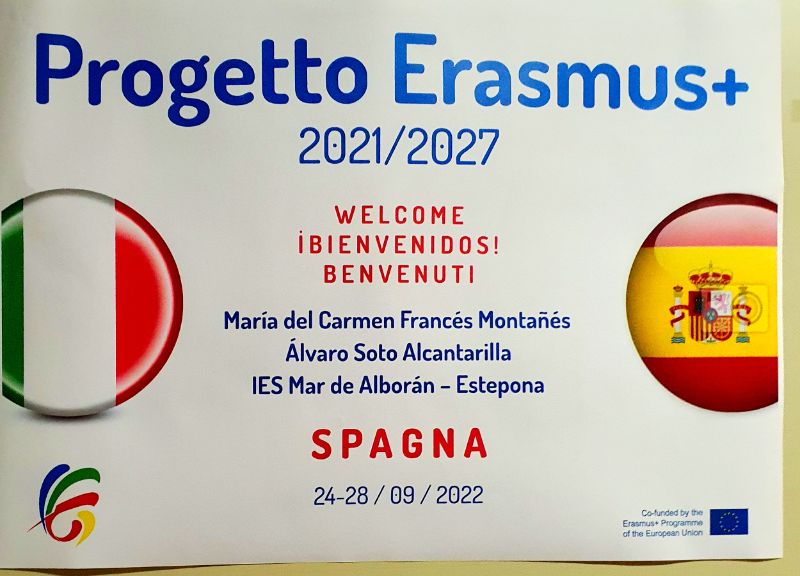 Progetto Erasmus+
2021/2027
WELCOME
¡BIENVENIDOS!
BENVENUTI
María del Carmen Francés Montañés
Álvaro Soto Alcantarilla
IES Mar de Alborán – Estepona
SPAGNA
24-28 / 09 / 2022
Co-funded by the
Erasmus+ Programme
of the European Union